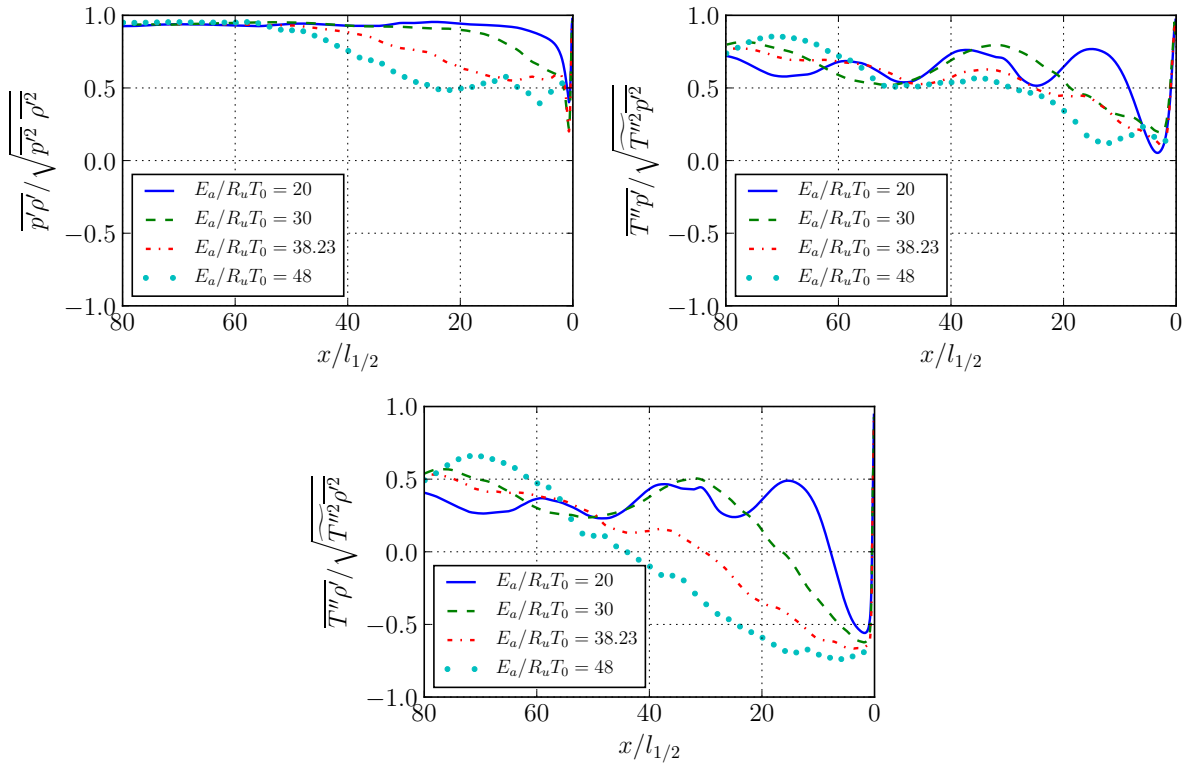 1.0
0.5
0.0
−0.5
−1.0
80 60 40 20 0
x/l_{1/2}
\overline{p'ρ'}/\sqrt{\overline{p'^2} \overline{ρ'^2}}
E_a/R_uT_0 = 20
E_a/R_uT_0 = 30
E_a/R_uT_0 = 38.23
E_a/R_uT_0 = 48
1.0
0.5
0.0
−0.5
−1.0
80 60 40 20 0
x/l_{1/2}
\overline{T''p'}/\sqrt{\widetilde{T''^2}\overline{p'^2}}
E_a/R_uT_0 = 20
E_a/R_uT_0 = 30
E_a/R_uT_0 = 38.23
E_a/R_uT_0 = 48
1.0
0.5
0.0
−0.5
−1.0
80 60 40 20 0
x/l_{1/2}
\overline{T''ρ'}/\sqrt{\widetilde{T''^2}\overline{ρ'^2}}
E_a/R_uT_0 = 20
E_a/R_uT_0 = 30
E_a/R_uT_0 = 38.23
E_a/R_uT_0 = 48